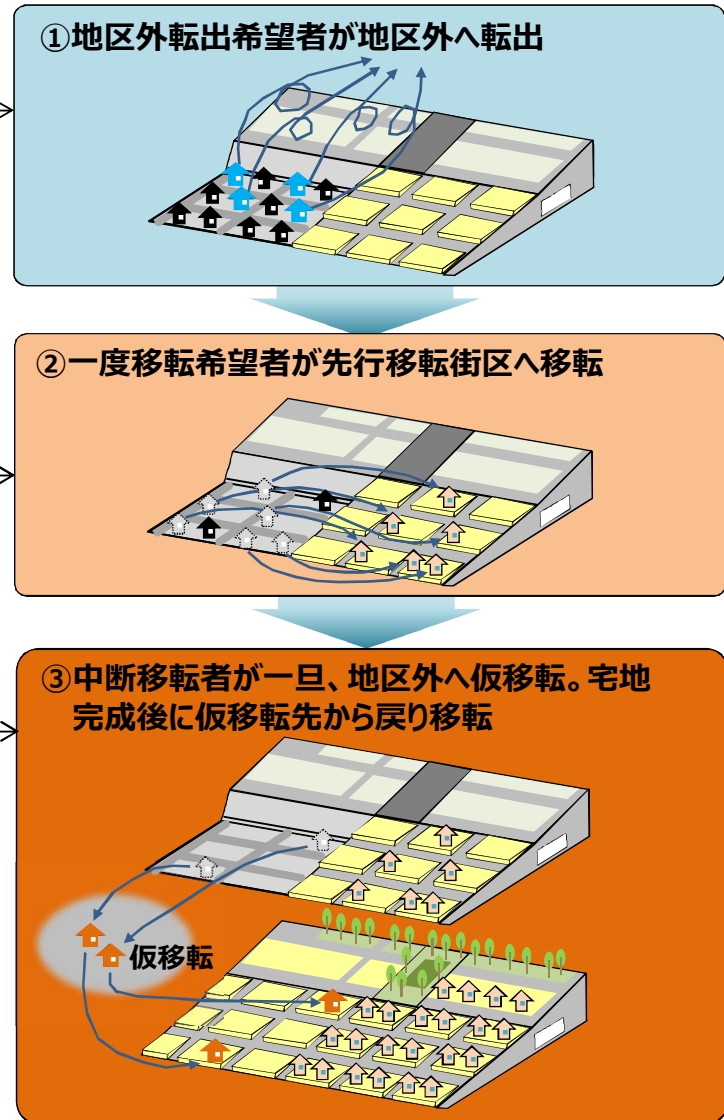 ①地区外転出希望者が地区外へ転出
②一度移転希望者が先行移転街区へ移転
③中断移転者が一旦、地区外へ仮移転。宅地
完成後に仮移転先から戻り移転
仮移転